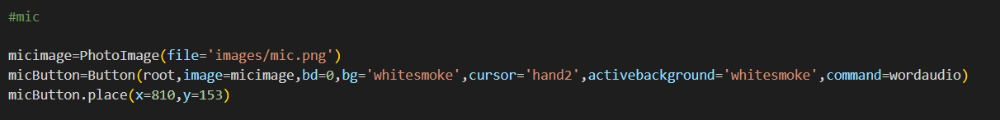 #mic
micimage=PhotoImage(file='images/mic.png')
micButton=Button(root,image=micimage,bd=0,bg='whitesmoke',cursor='hand2',activebackground='whitesmoke',command=wordaudio)
micButton.place(x=810,y=153)